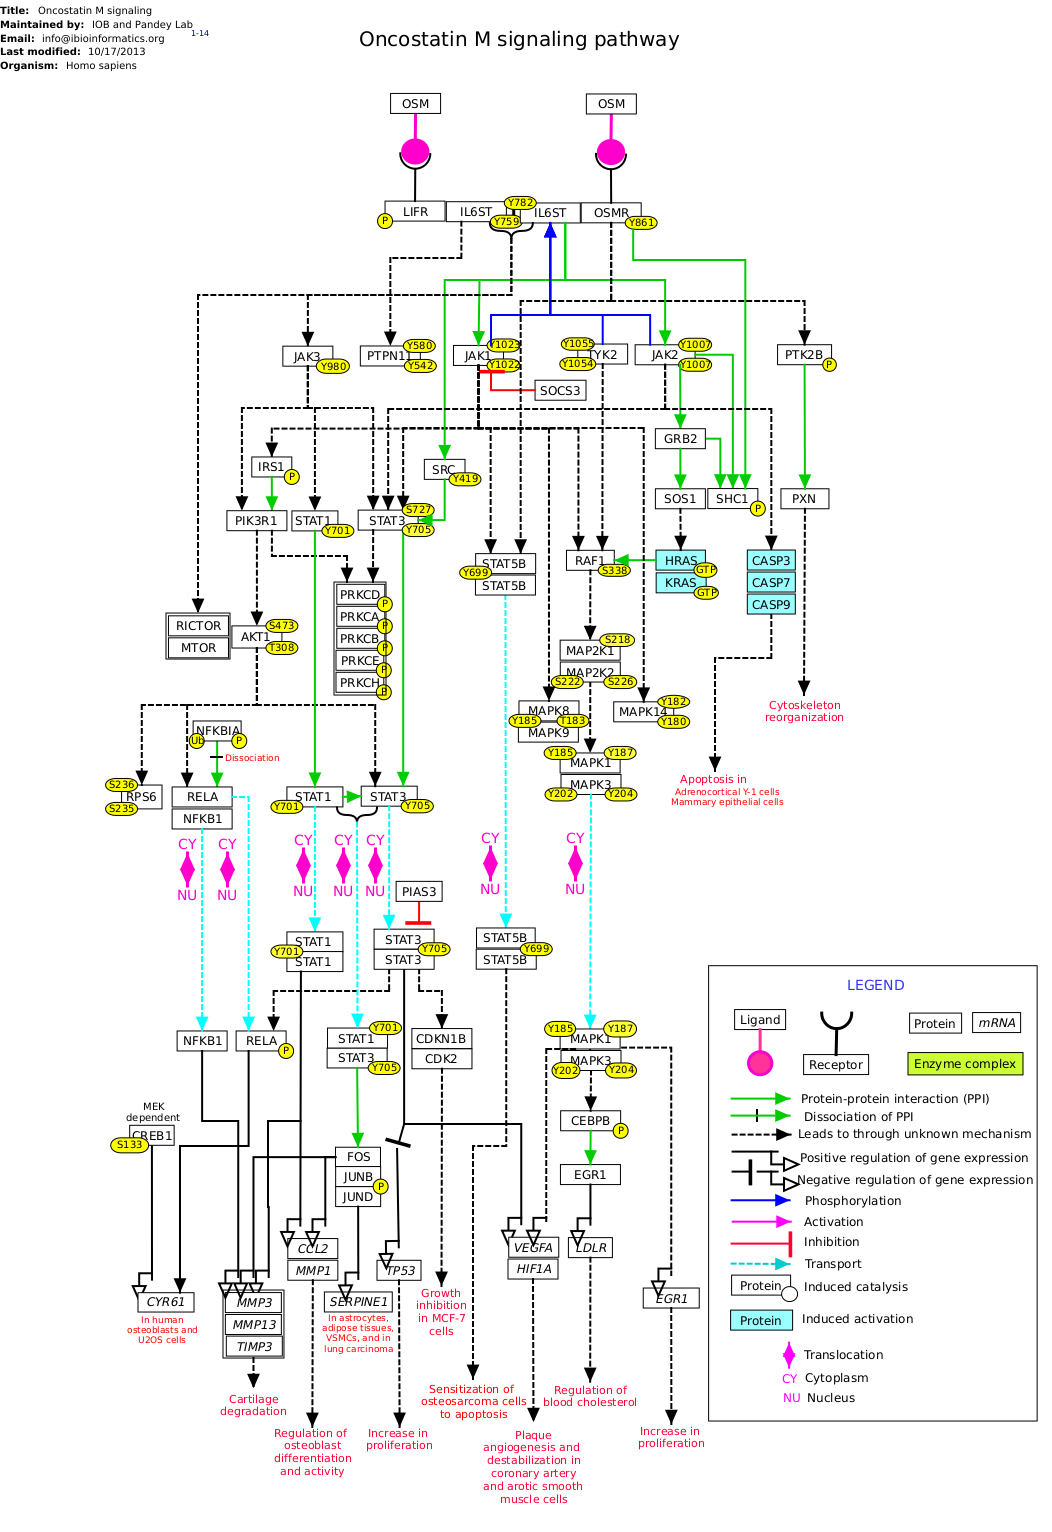 Title: Oncostatin M signaling
Maintained by: IOB and Pandey Lab
Email: info@ibioinformatics.org
1-14
Last modified: 10/17/2013
Organism: Homo sapiens
Oncostatin M signaling pathway
OSM
OSM
LIFR
P
IL6ST
Y782
Y759
IL6ST
OSMR
Y861
JAK3
Y980
PTPN11
Y580
Y542
JAK1
Y1023
Y1022
TYK2
Y1055
Y1054
JAK2
Y1007
Y1007
PTK2B
P
SOCS3
GRB2
IRS1
P
SRC
Y419
SOS1
SHC1
P
PXN
PIK3R1
STAT1
Y701
STAT3
S727
Y705
STAT5B
Y699
STAT5B
RAF1
S338
HRAS
GTP
KRAS
GTP
CASP3
CASP7
CASP9
PRKCD
P
PRKCA
P
PRKCB
P
PRKCE
P
PRKCH
P
RICTOR
MTOR
AKT1
S473
T308
MAP2K1
S218
MAP2K2
S222
S226
MAPK8
Y185
T183
MAPK9
MAPK14
Y182
Y180
Cytoskeleton
reorganization
NFKBIA
Ub
P
Dissociation
MAPK1
Y185
Y187
MAPK3
Y202
Y204
Apoptosis in
Adrenocortical Y-1 cells
Mammary epithelial cells
RPS6
S236
S235
RELA
NFKB1
STAT1
Y701
STAT3
Y705
CY
CY
CY
CY
CY
CY
CY
NU
NU
NU
NU
NU
NU
NU
PIAS3
STAT1
Y701
STAT1
STAT3
Y705
STAT3
STAT5B
Y699
STAT5B
NFKB1
RELA
P
STAT1
Y701
STAT3
Y705
CDKN1B
CDK2
MAPK1
Y185
Y187
MAPK3
Y202
Y204
MEK
dependent
CREB1
S133
CEBPB
P
EGR1
FOS
JUNB
P
JUND
CCL2
MMP1
TP53
VEGFA
HIF1A
LDLR
EGR1
CYR61
In human
osteoblasts and
U2OS cells
MMP3
MMP13
TIMP3
SERPINE1
In astrocytes,
adipose tissues,
VSMCs, and in
lung carcinoma
Growth
inhibition
in MCF-7
cells
Cartilage
degradation
Sensitization of
osteosarcoma cells
to apoptosis
Regulation of
blood cholesterol
Regulation of
osteoblast
differentiation
and activity
Increase in
proliferation
Plaque
angiogenesis and
destabilization in
coronary artery
and arotic smooth
muscle cells
Increase in
proliferation
LEGEND
Ligand
Receptor
Protein
mRNA
Enzyme complex
Protein-protein interaction (PPI)
Dissociation of PPI
Leads to through unknown mechanism
Positive regulation of gene expression
Negative regulation of gene expression
Phosphorylation
Activation
Inhibition
Transport
Protein
Induced catalysis
Protein
Induced activation
Translocation
CY Cytoplasm
NU Nucleus